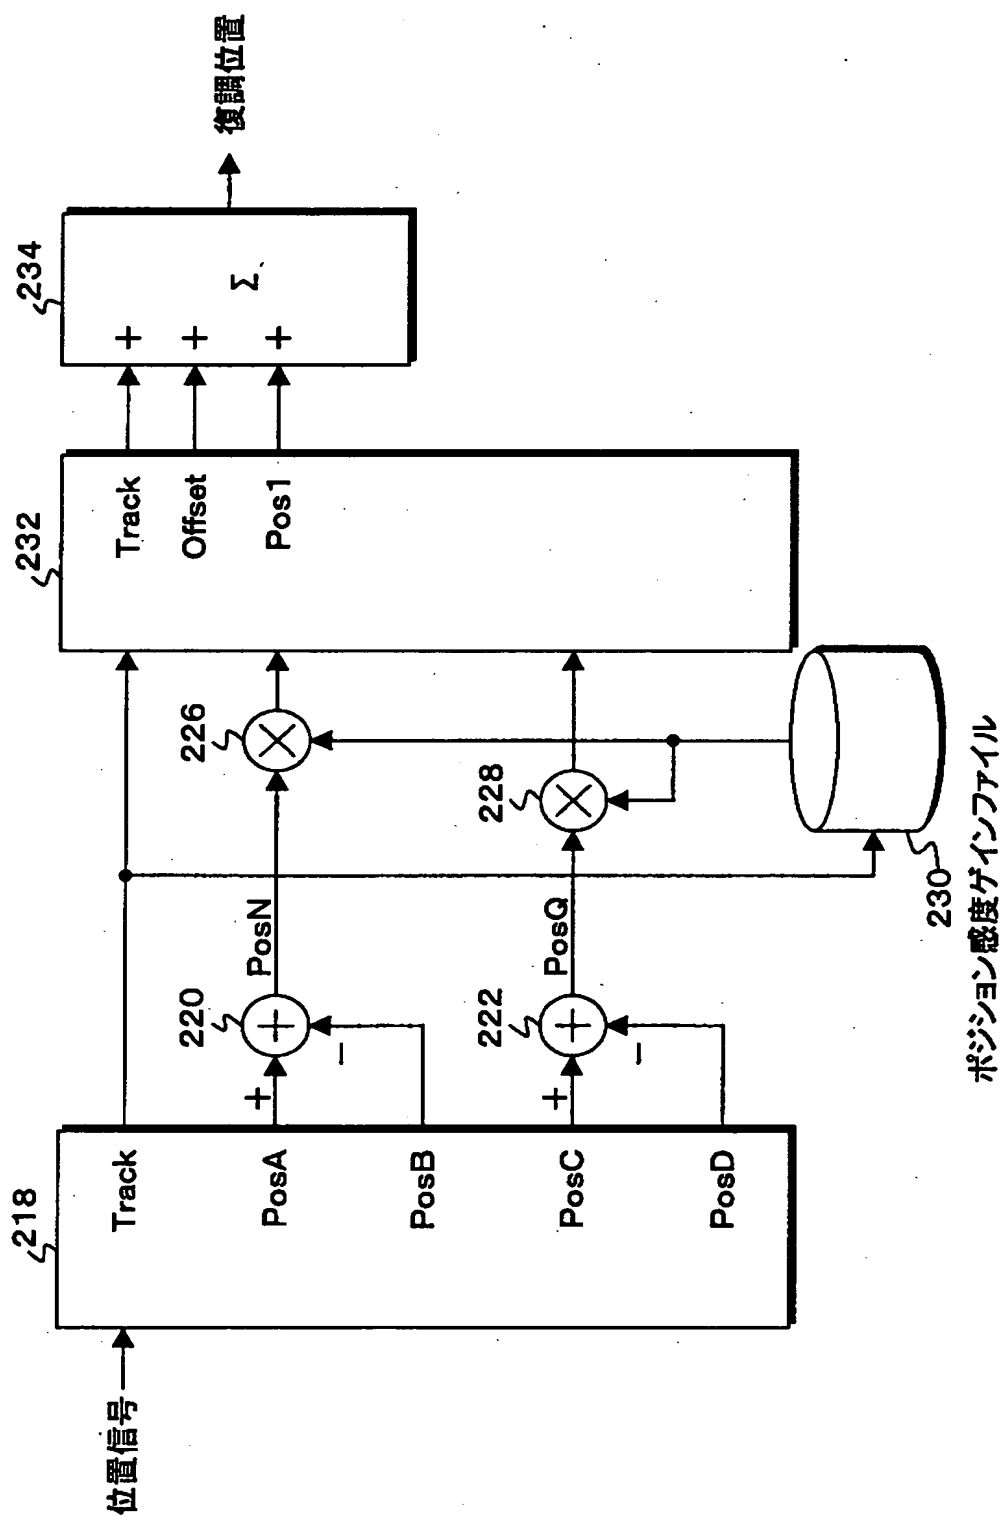 位置信号
218
Track
PosA
PosB
PosC
PosD
+
−
220
+
PosN
+
−
222
+
PosQ
226
×
228
×
230
ポジション感度ゲインファイル
232
Track
Offset
Pos1
234
+
+
+
Σ
復調位置